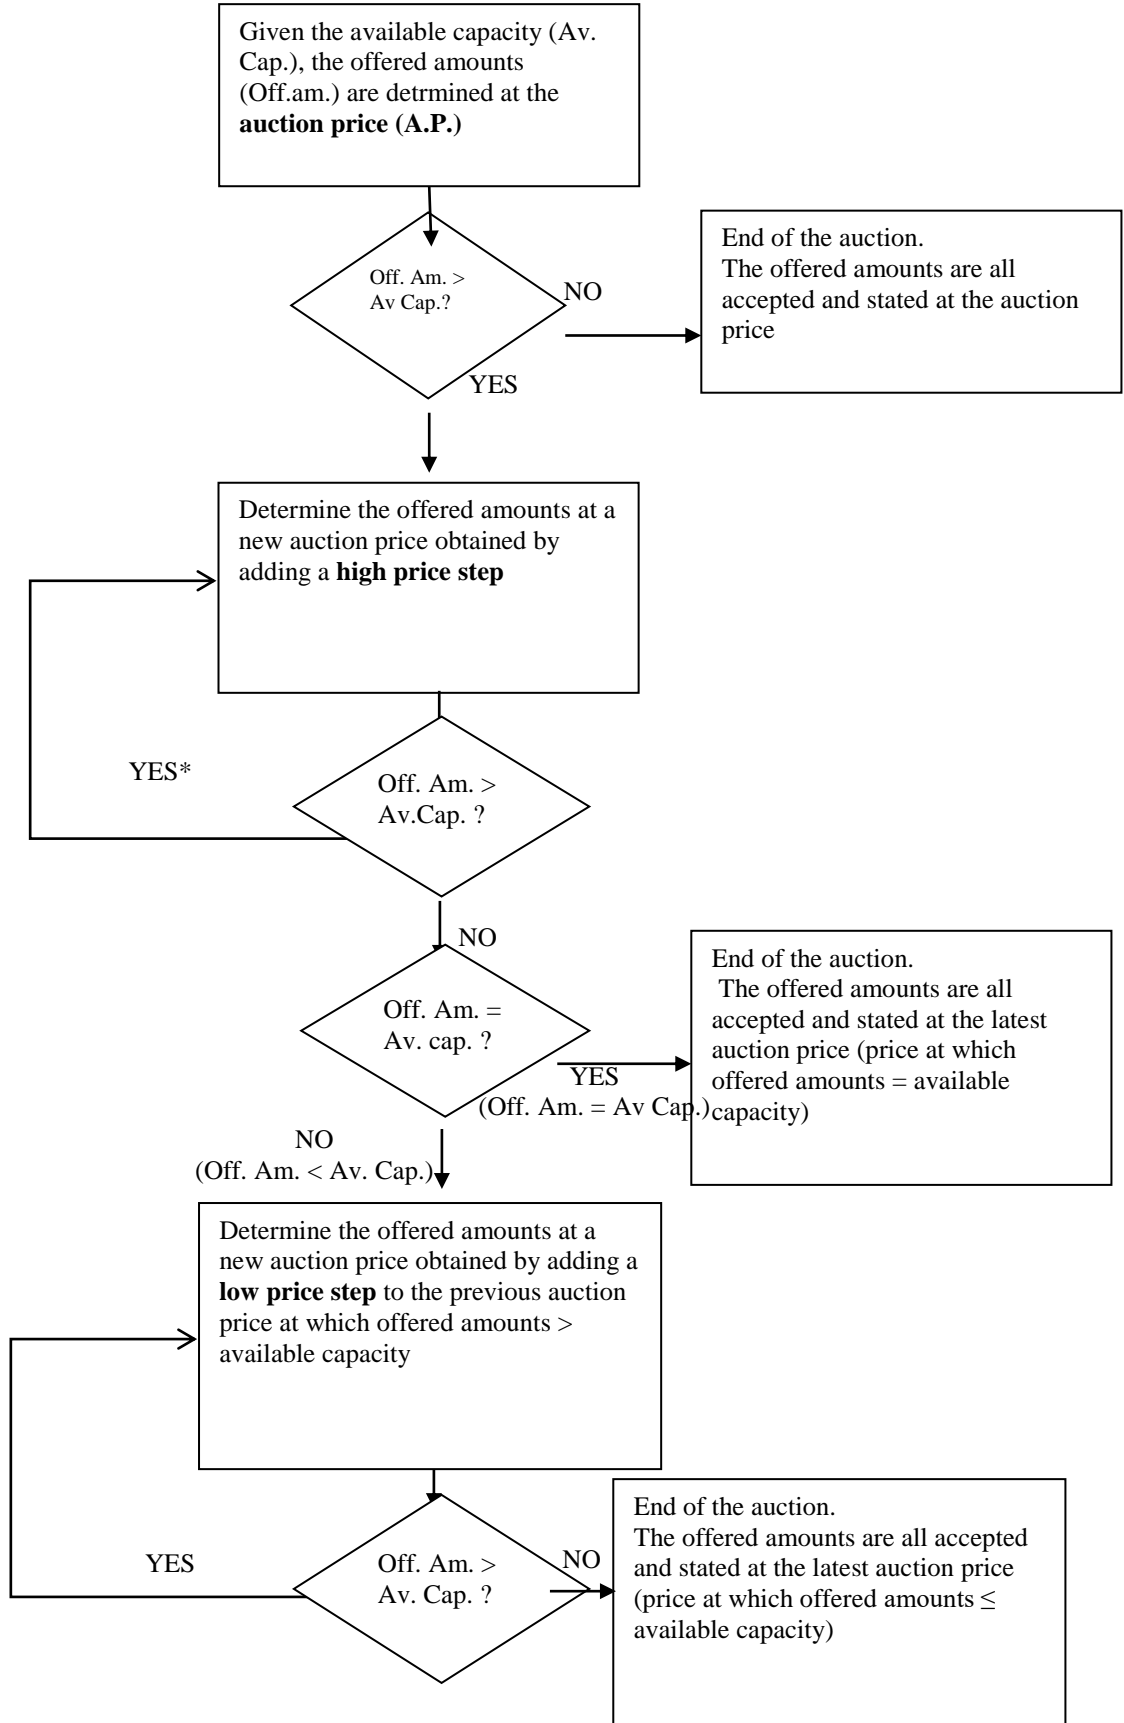 Given the available capacity (Av.
Cap.), the offered amounts
(Off.am.) are detrmined at the
auction price (A.P.)
Off. Am. >
Av Cap.?
NO
End of the auction.
The offered amounts are all
accepted and stated at the auction
price
YES
Determine the offered amounts at a
new auction price obtained by
adding a high price step
YES*
Off. Am. >
Av.Cap. ?
NO
Off. Am. =
Av. cap. ?
YES
(Off. Am. = Av Cap.)
End of the auction.
The offered amounts are all
accepted and stated at the latest
auction price (price at which
offered amounts = available
capacity)
NO
(Off. Am. < Av. Cap.)
Determine the offered amounts at a
new auction price obtained by adding a
low price step to the previous auction
price at which offered amounts >
available capacity
YES
Off. Am. >
Av. Cap. ?
NO
End of the auction.
The offered amounts are all accepted
and stated at the latest auction price
(price at which offered amounts ≤
available capacity)